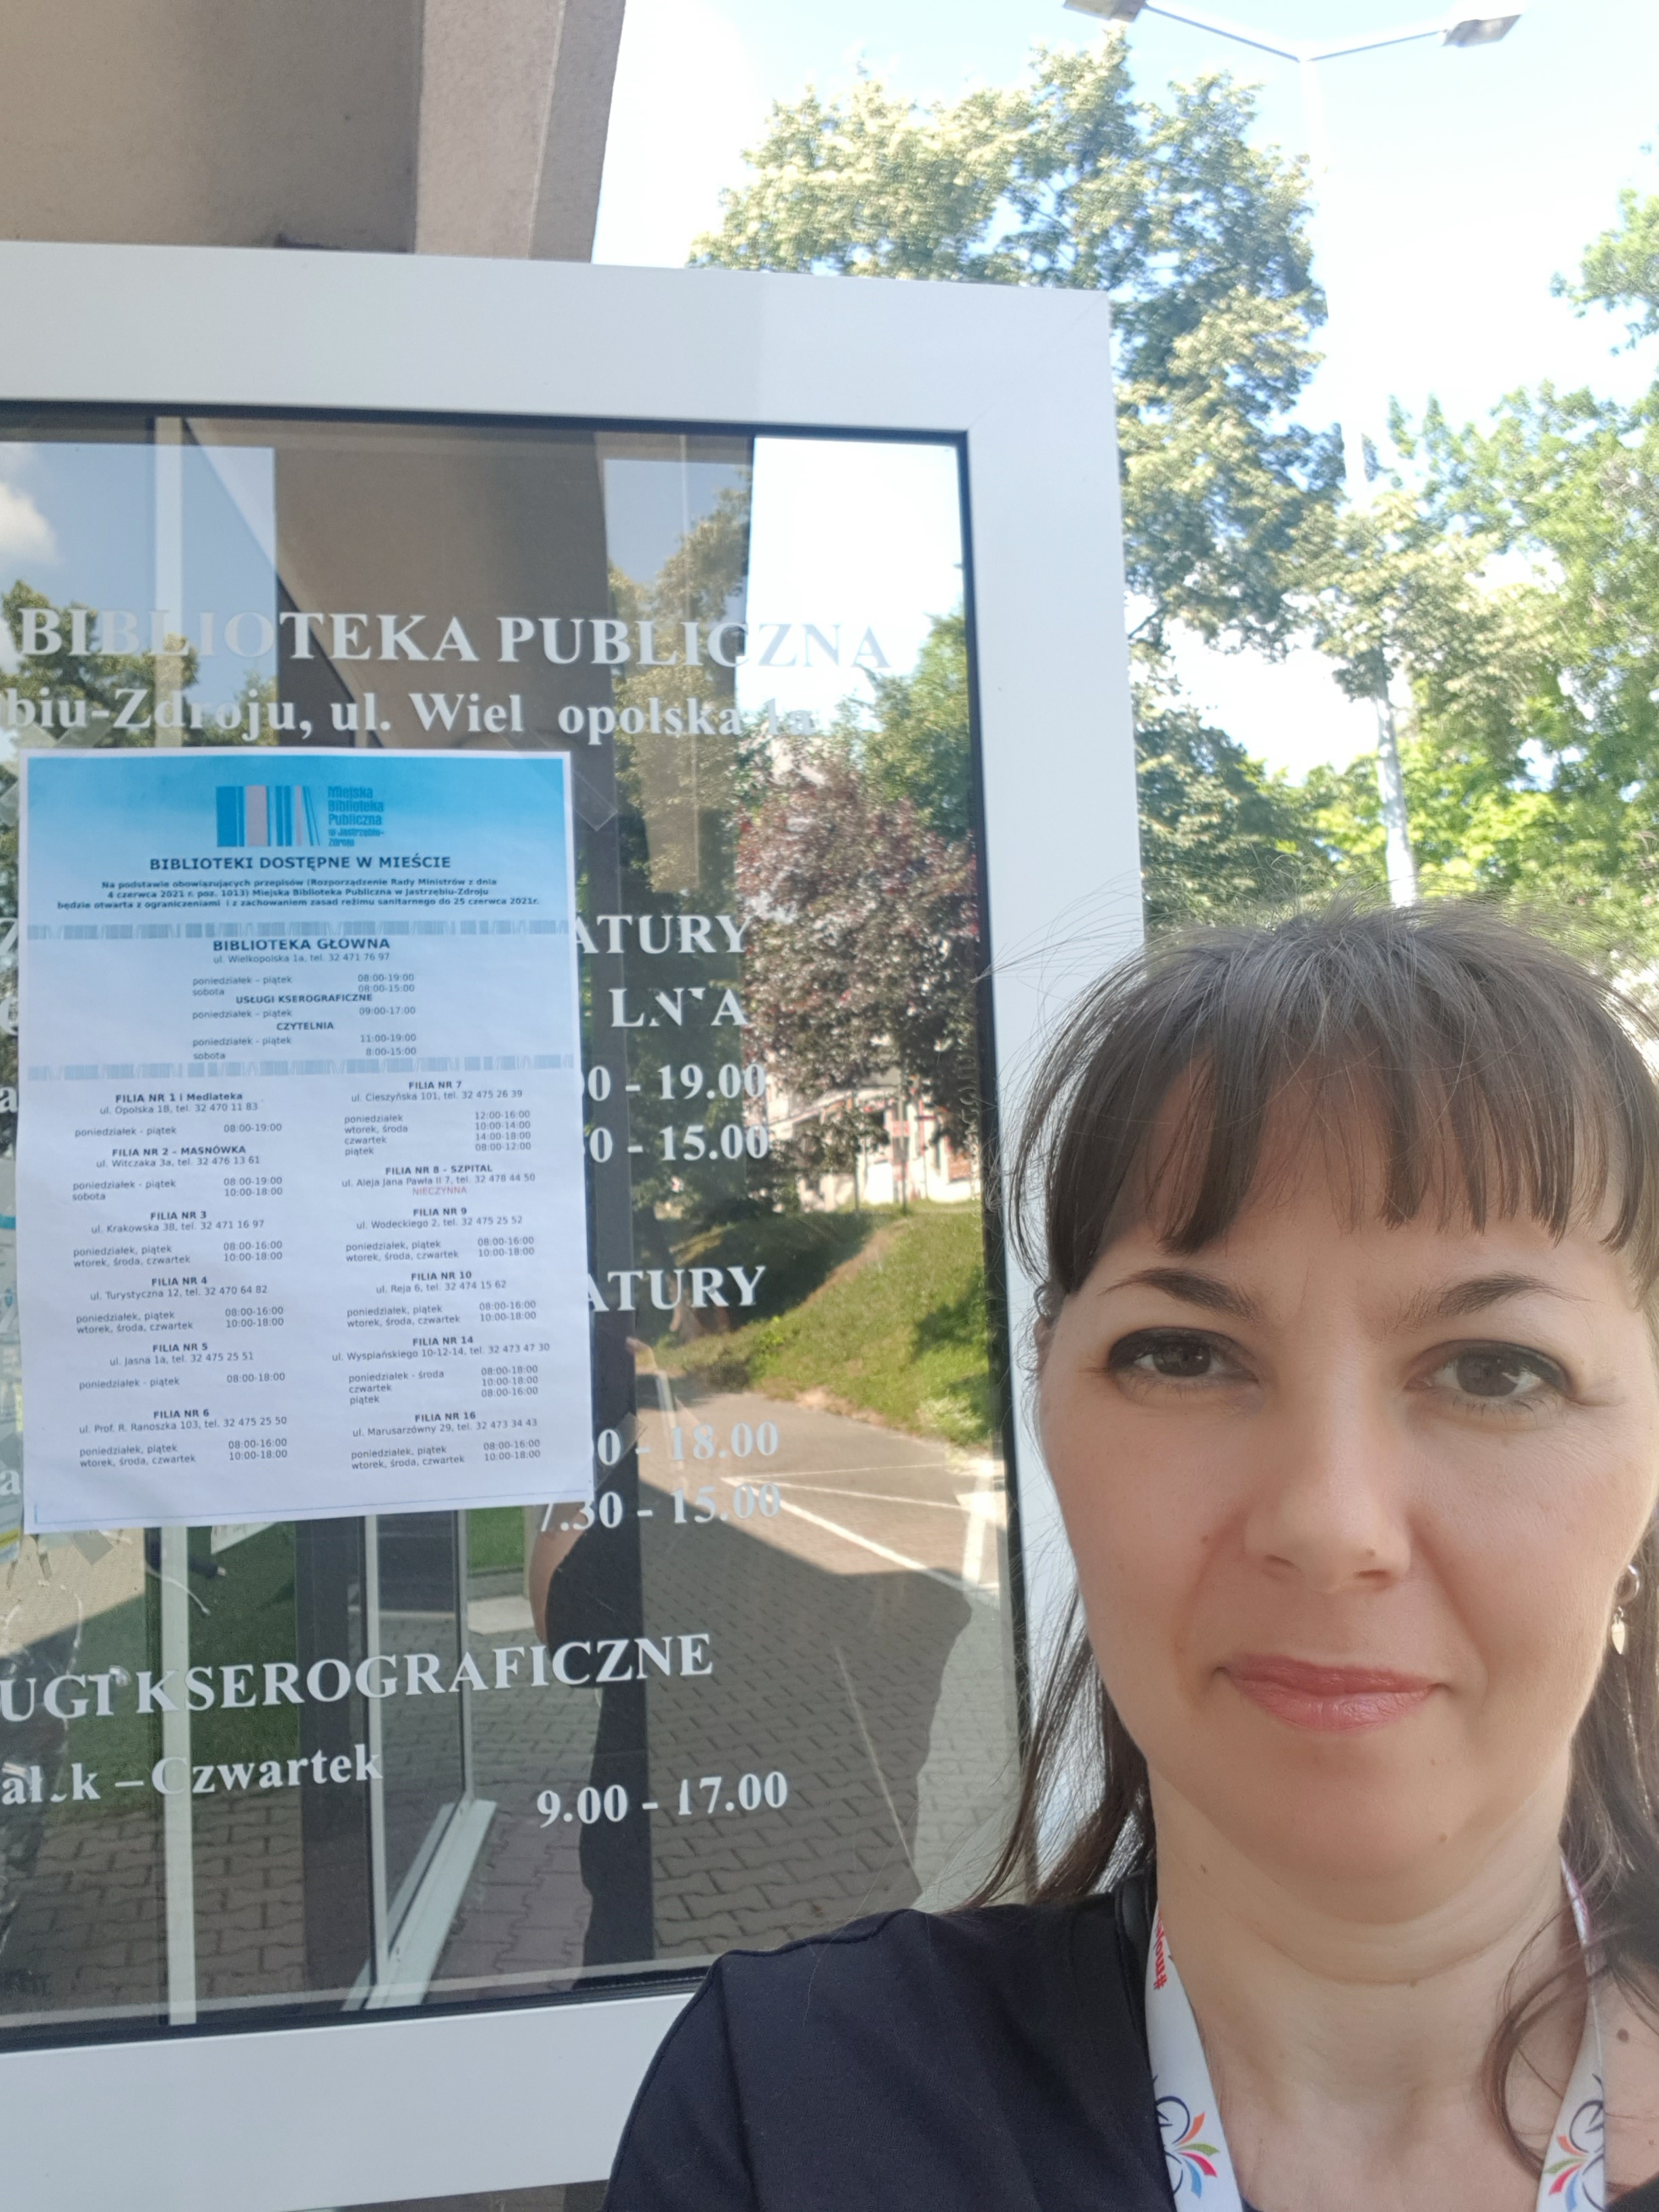 BIBLIOTEKA PUBLICZNA
biu-Zdroju, ul. Wiel opolska 1a
Miejska
Biblioteka
Publiczna
w Jastrzębiu-
Zdroju
BIBLIOTEKI DOSTĘPNE W MIEŚCIE
Na podstawie obowiązujących przepisów (Rozporządzenie Rady Ministrów z dnia
4 czerwca 2021 r. poz. 1013) Miejska Biblioteka Publiczna w Jastrzębiu-Zdroju
będzie otwarta z ograniczeniami i z zachowaniem zasad reżimu sanitarnego do 25 czerwca 2021r.
BIBLIOTEKA GŁÓWNA
ul. Wielkopolska 1a, tel. 32 471 76 97
poniedziałek – piątek 08:00-19:00
sobota 08:00-15:00
USŁUGI KSEROGRAFICZNE
poniedziałek – piątek 09:00-17:00
CZYTELNIA
poniedziałek - piątek 11:00-19:00
sobota 8:00-15:00
FILIA NR 1 i Mediateka
ul. Opolska 1B, tel. 32 470 11 83
poniedziałek - piątek 08:00-19:00
FILIA NR 2 – MASNÓWKA
ul. Witczaka 3a, tel. 32 476 13 61
poniedziałek - piątek 08:00-19:00
sobota 10:00-18:00
FILIA NR 3
ul. Krakowska 38, tel. 32 471 16 97
poniedziałek, piątek 08:00-16:00
wtorek, środa, czwartek 10:00-18:00
FILIA NR 4
ul. Turystyczna 12, tel. 32 470 64 82
poniedziałek, piątek 08:00-16:00
wtorek, środa, czwartek 10:00-18:00
FILIA NR 5
ul. Jasna 1a, tel. 32 475 25 51
poniedziałek - piątek 08:00-18:00
FILIA NR 6
ul. Prof. R. Ranoszka 103, tel. 32 475 25 50
poniedziałek, piątek 08:00-16:00
wtorek, środa, czwartek 10:00-18:00
FILIA NR 7
ul. Cieszyńska 101, tel. 32 475 26 39
poniedziałek 12:00-16:00
wtorek, środa 10:00-14:00
czwartek 14:00-18:00
piątek 08:00-12:00
FILIA NR 8 – SZPITAL
ul. Aleja Jana Pawła II 7, tel. 32 478 44 50
NIECZYNNA
FILIA NR 9
ul. Wodeckiego 2, tel. 32 475 25 52
poniedziałek, piątek 08:00-16:00
wtorek, środa, czwartek 10:00-18:00
FILIA NR 10
ul. Reja 6, tel. 32 474 15 62
poniedziałek, piątek 08:00-16:00
wtorek, środa, czwartek 10:00-18:00
FILIA NR 14
ul. Wyspiańskiego 10-12-14, tel. 32 473 47 30
poniedziałek - środa 08:00-18:00
czwartek 10:00-18:00
piątek 08:00-16:00
FILIA NR 16
ul. Marusarzówny 29, tel. 32 473 34 43
poniedziałek, piątek 08:00-16:00
wtorek, środa, czwartek 10:00-18:00
ATURY
0 - 19.00
0 - 15.00
ATURY
0 - 18.00
7.30 - 15.00
UGI KSEROGRAFICZNE
– Czwartek
9.00 - 17.00